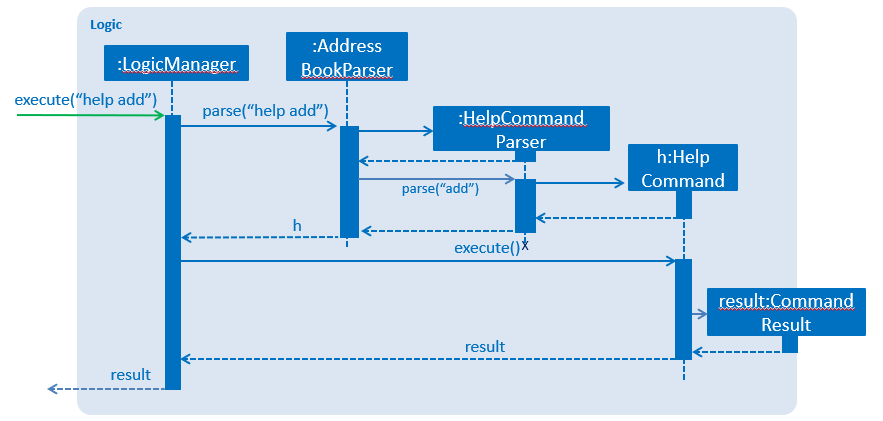 Logic
:LogicManager
:Address
BookParser
execute(“help add”)
parse(“help add”)
:HelpCommand
Parser
h:Help
Command
parse(“add”)
h
execute()
X
result:Command
Result
result
result